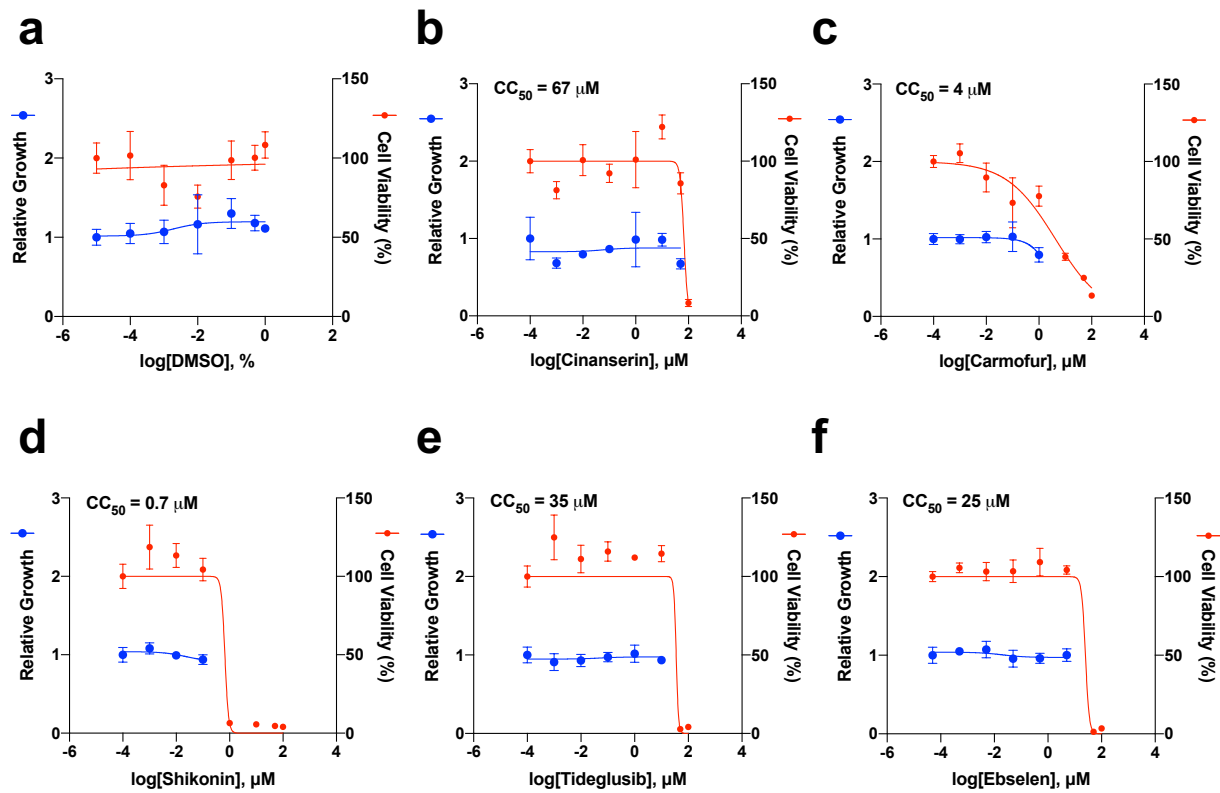 a
Relative Growth
3
2
1
0
150
100
50
0
Cell Viability (%)
-6
-4
-2
0
2
log[DMSO], %
b
CC50 = 67 μM
Relative Growth
3
2
1
0
150
100
50
0
Cell Viability (%)
-6
-4
-2
0
2
4
log[Cinanserin], μM
c
CC50 = 4 μM
Relative Growth
3
2
1
0
150
100
50
0
Cell Viability (%)
-6
-4
-2
0
2
4
log[Carmofur], μM
d
CC50 = 0.7 μM
Relative Growth
3
2
1
0
150
100
50
0
Cell Viability (%)
-6
-4
-2
0
2
4
log[Shikonin], μM
e
CC50 = 35 μM
Relative Growth
3
2
1
0
150
100
50
0
Cell Viability (%)
-6
-4
-2
0
2
4
log[Tideglusib], μM
f
CC50 = 25 μM
Relative Growth
3
2
1
0
150
100
50
0
Cell Viability (%)
-6
-4
-2
0
2
4
log[Ebselen], μM